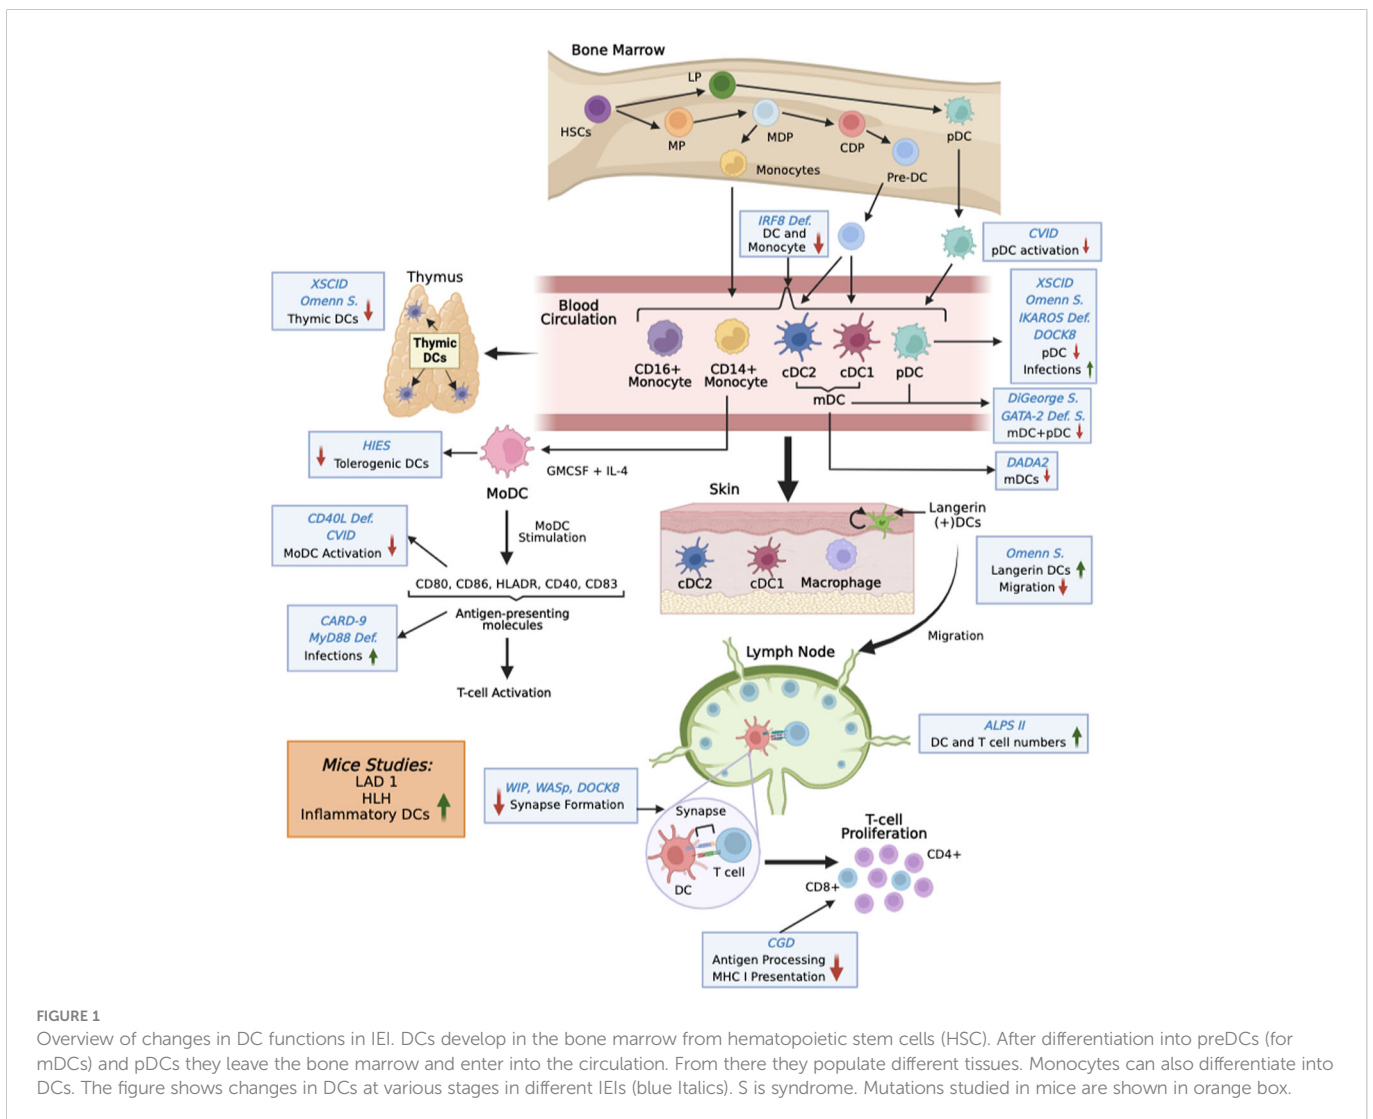 Bone Marrow
LP
HSCs
MP
MDP
CDP
pDC
Monocytes
Pre-DC
IRF8 Def.
DC and
Monocyte
CVID
pDC activation
XSCID
Omenn S.
Thymic DCs
Thymus
Thymic
DCs
Blood
Circulation
CD16+
Monocyte
CD14+
Monocyte
cDC2
cDC1
pDC
mDC
XSCID
Omenn S.
IKAROS Def.
DOCK8
pDC
Infections
DiGeorge S.
GATA-2 Def. S.
mDC+pDC
DADA2
mDCs
HIES
Tolerogenic DCs
MoDC
GMCSF + IL-4
MoDC
Stimulation
CD40L Def.
CVID
MoDC Activation
CD80, CD86, HLADR, CD40, CD83
Antigen-presenting
molecules
CARD-9
MyD88 Def.
Infections
T-cell Activation
Skin
Langerin
(+)DCs
cDC2
cDC1
Macrophage
Omenn S.
Langerin DCs
Migration
Migration
Lymph Node
ALPS II
DC and T cell numbers
Mice Studies:
LAD 1
HLH
Inflammatory DCs
WIP, WASp, DOCK8
Synapse Formation
Synapse
T cell
DC
T-cell
Proliferation
CD4+
CD8+
CGD
Antigen Processing
MHC I Presentation
FIGURE 1
Overview of changes in DC functions in IEI. DCs develop in the bone marrow from hematopoietic stem cells (HSC). After differentiation into preDCs (for
mDCs) and pDCs they leave the bone marrow and enter into the circulation. From there they populate different tissues. Monocytes can also differentiate into
DCs. The figure shows changes in DCs at various stages in different IEIs (blue Italics). S is syndrome. Mutations studied in mice are shown in orange box.